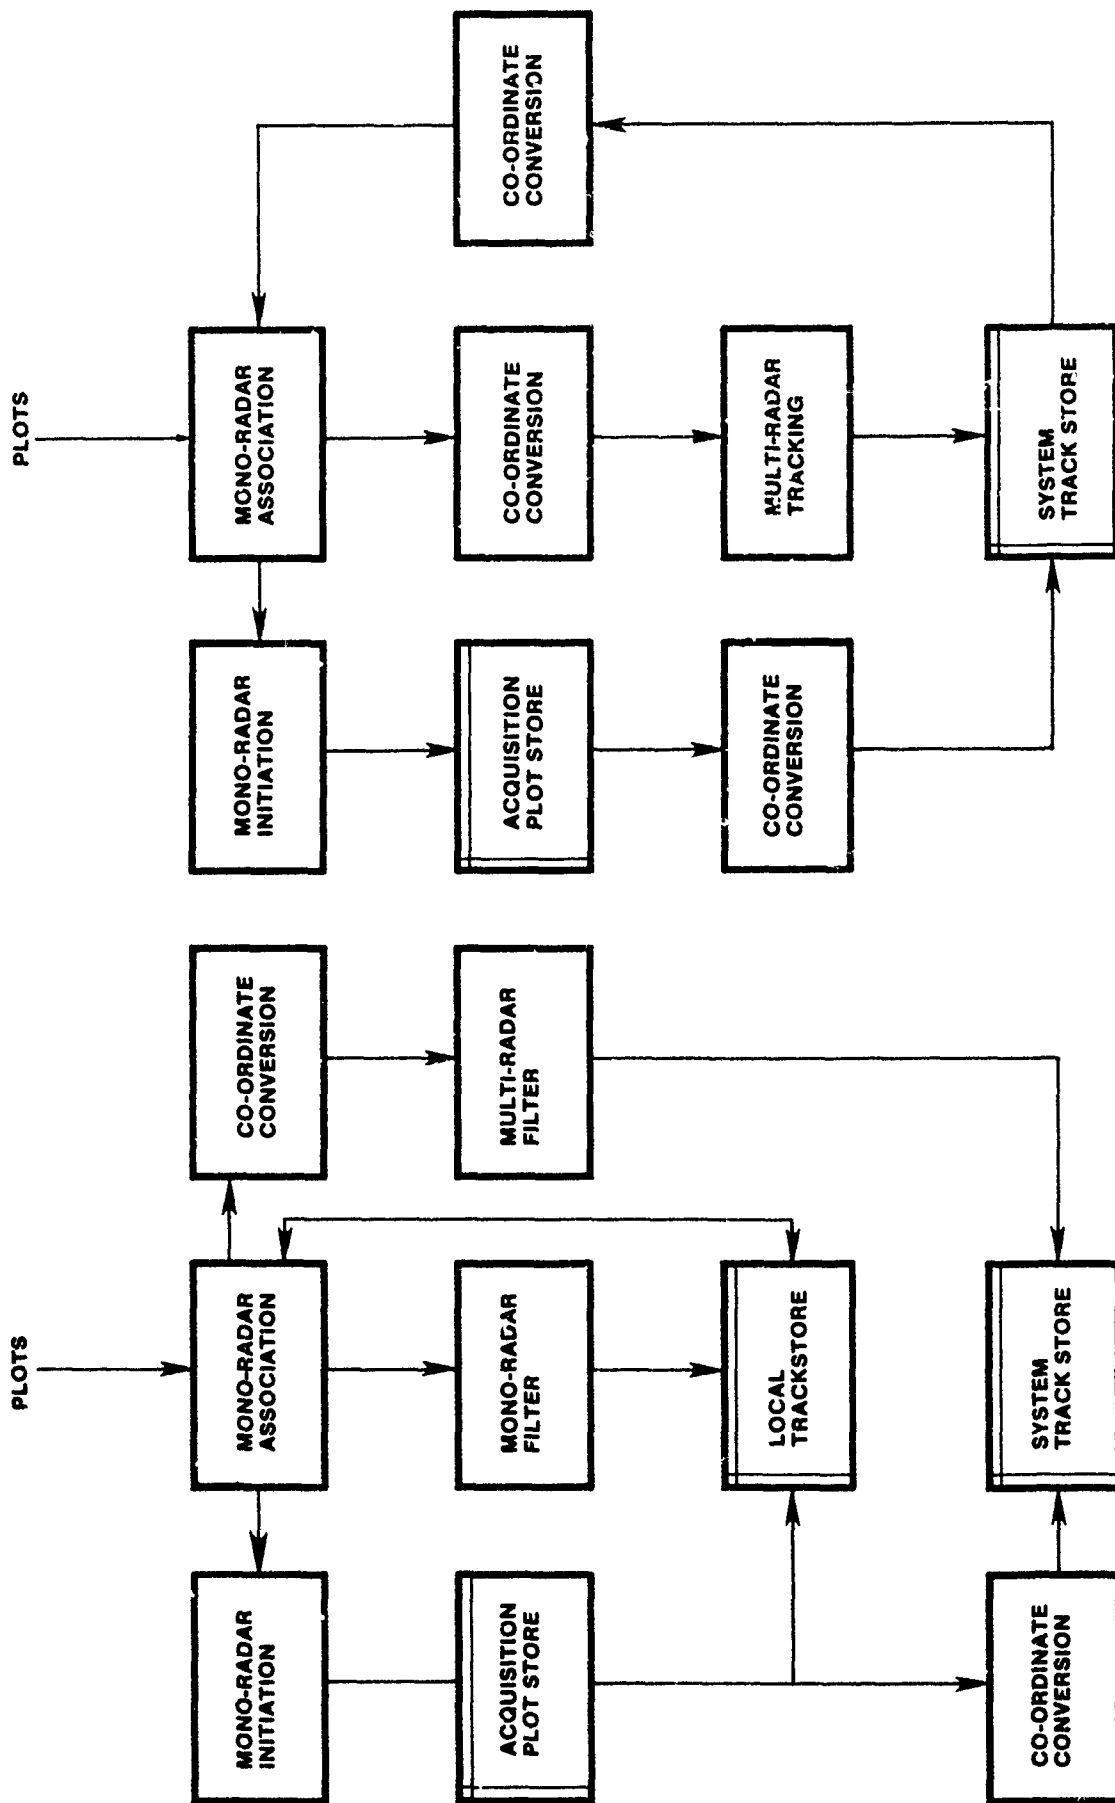 PLOTS
MONO-RADAR
INITIATION
MONO-RADAR
ASSOCIATION
CO-ORDINATE
CONVERSION
ACQUISITION
PLOT STORE
MONO-RADAR
FILTER
MULTI-RADAR
FILTER
LOCAL
TRACKSTORE
CO-ORDINATE
CONVERSION
SYSTEM
TRACK STORE
PLOTS
MONO-RADAR
INITIATION
MONO-RADAR
ASSOCIATION
ACQUISITION
PLOT STORE
CO-ORDINATE
CONVERSION
CO-ORDINATE
CONVERSION
CO-ORDINATE
CONVERSION
MULTI-RADAR
TRACKING
SYSTEM
TRACK STORE